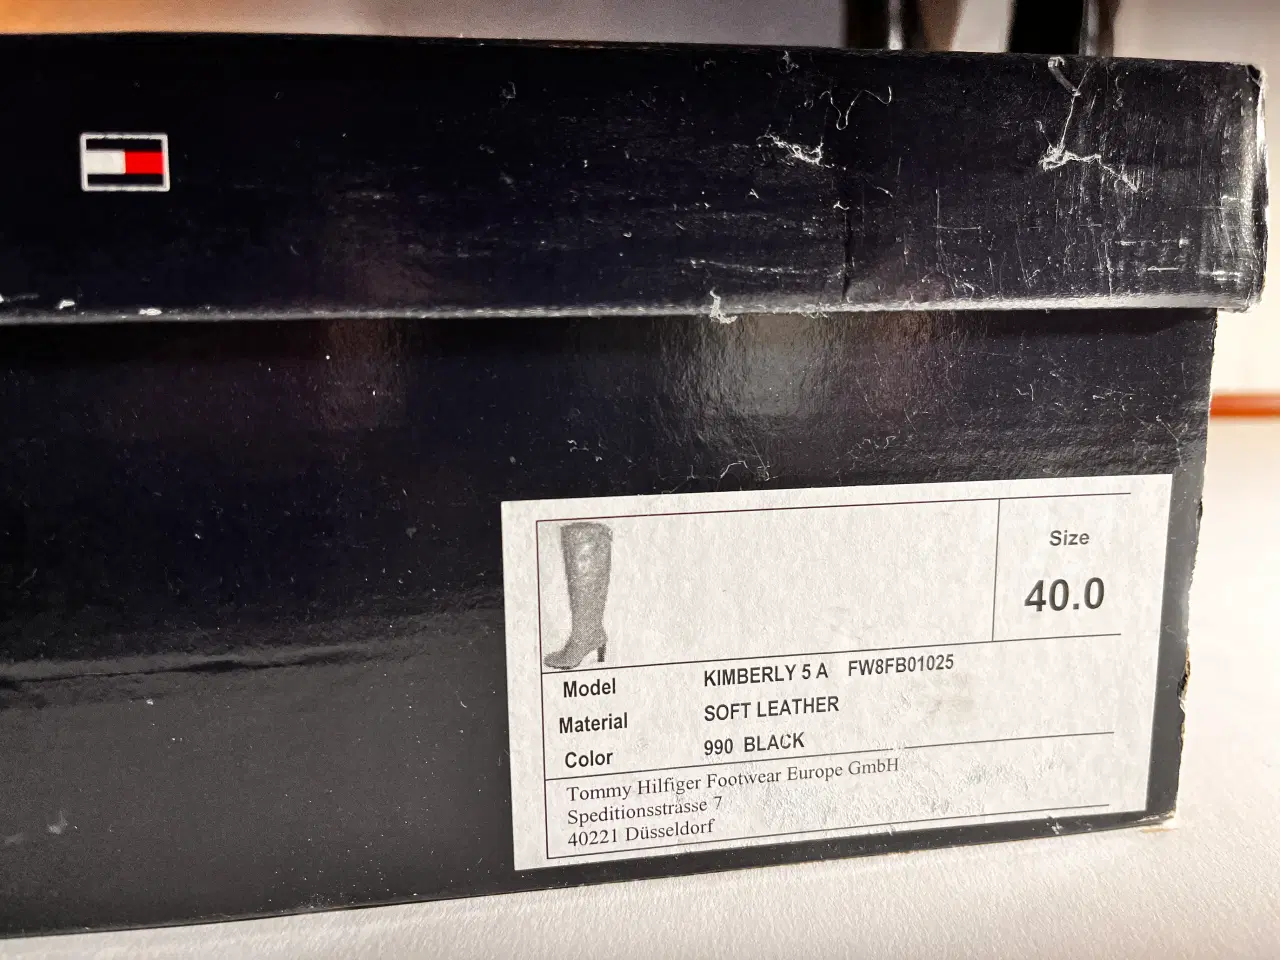 Size
40.0
Model KIMBERLY 5 A FW8FB01025
Material SOFT LEATHER
Color 990 BLACK
Tommy Hilfiger Footwear Europe GmbH
Speditionsstrasse 7
40221 Düsseldorf